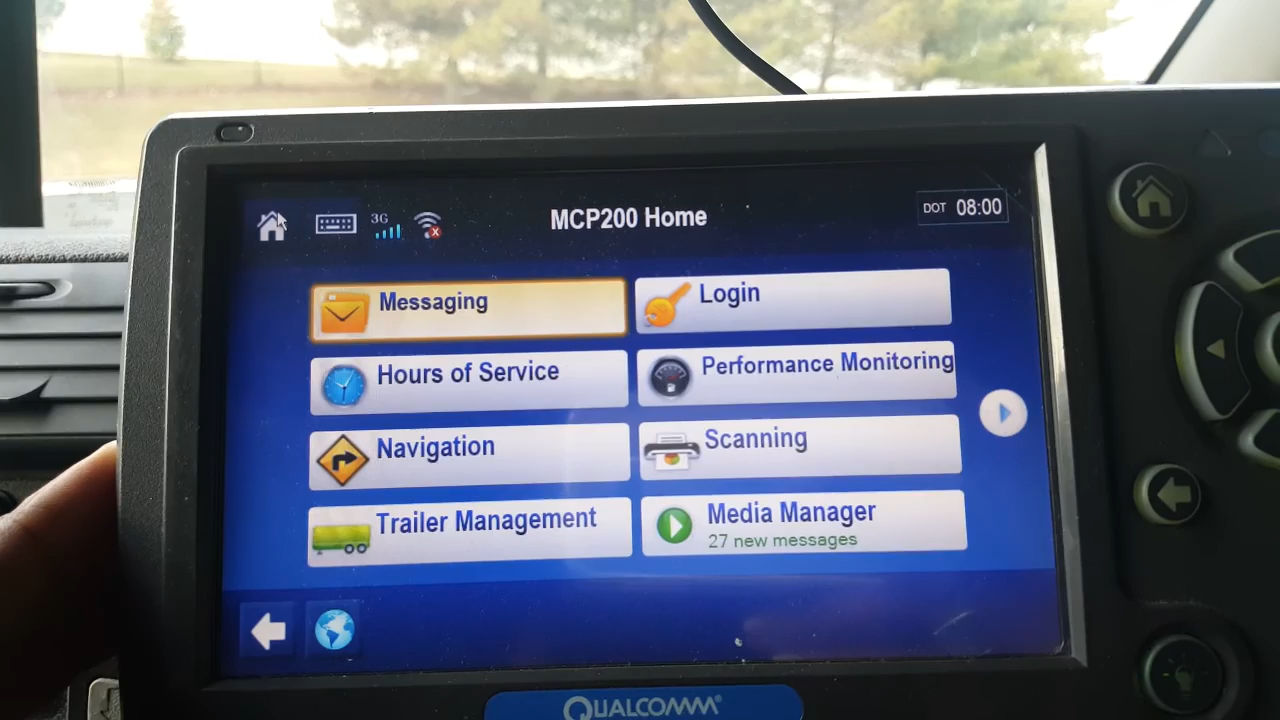 3G
MCP200 Home
DOT 08:00
Messaging
Login
Hours of Service
Performance Monitoring
Navigation
Scanning
Trailer Management
Media Manager
27 new messages
QUALCOMM®